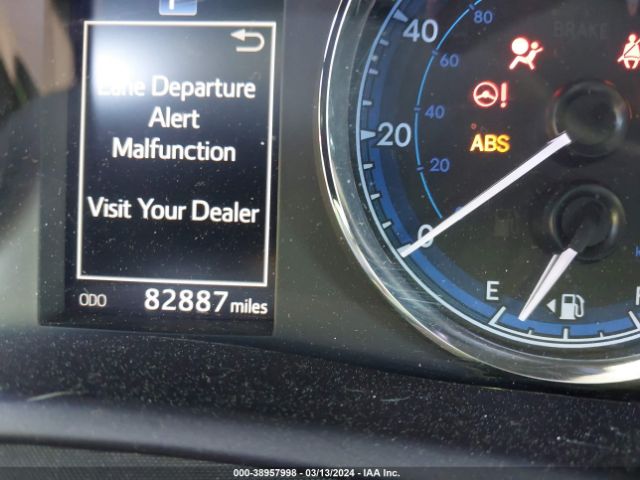 Lane Departure
Alert
Malfunction
Visit Your Dealer
ODO 82887 miles
40
20
0
80
60
40
20
BRAKE
ABS
E
000-38957998 - 03/13/2024 - IAA INC.